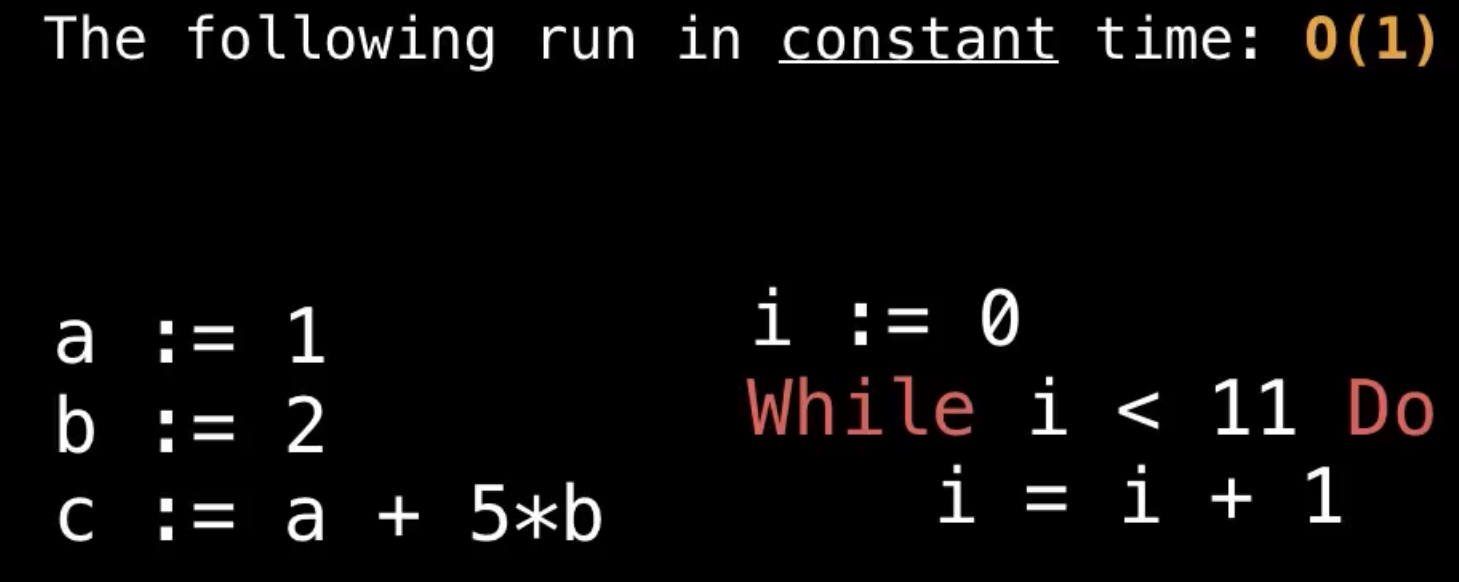 The following run in constant time: O(1)
a := 1
b := 2
c := a + 5*b
i := 0
While i < 11 Do
i = i + 1